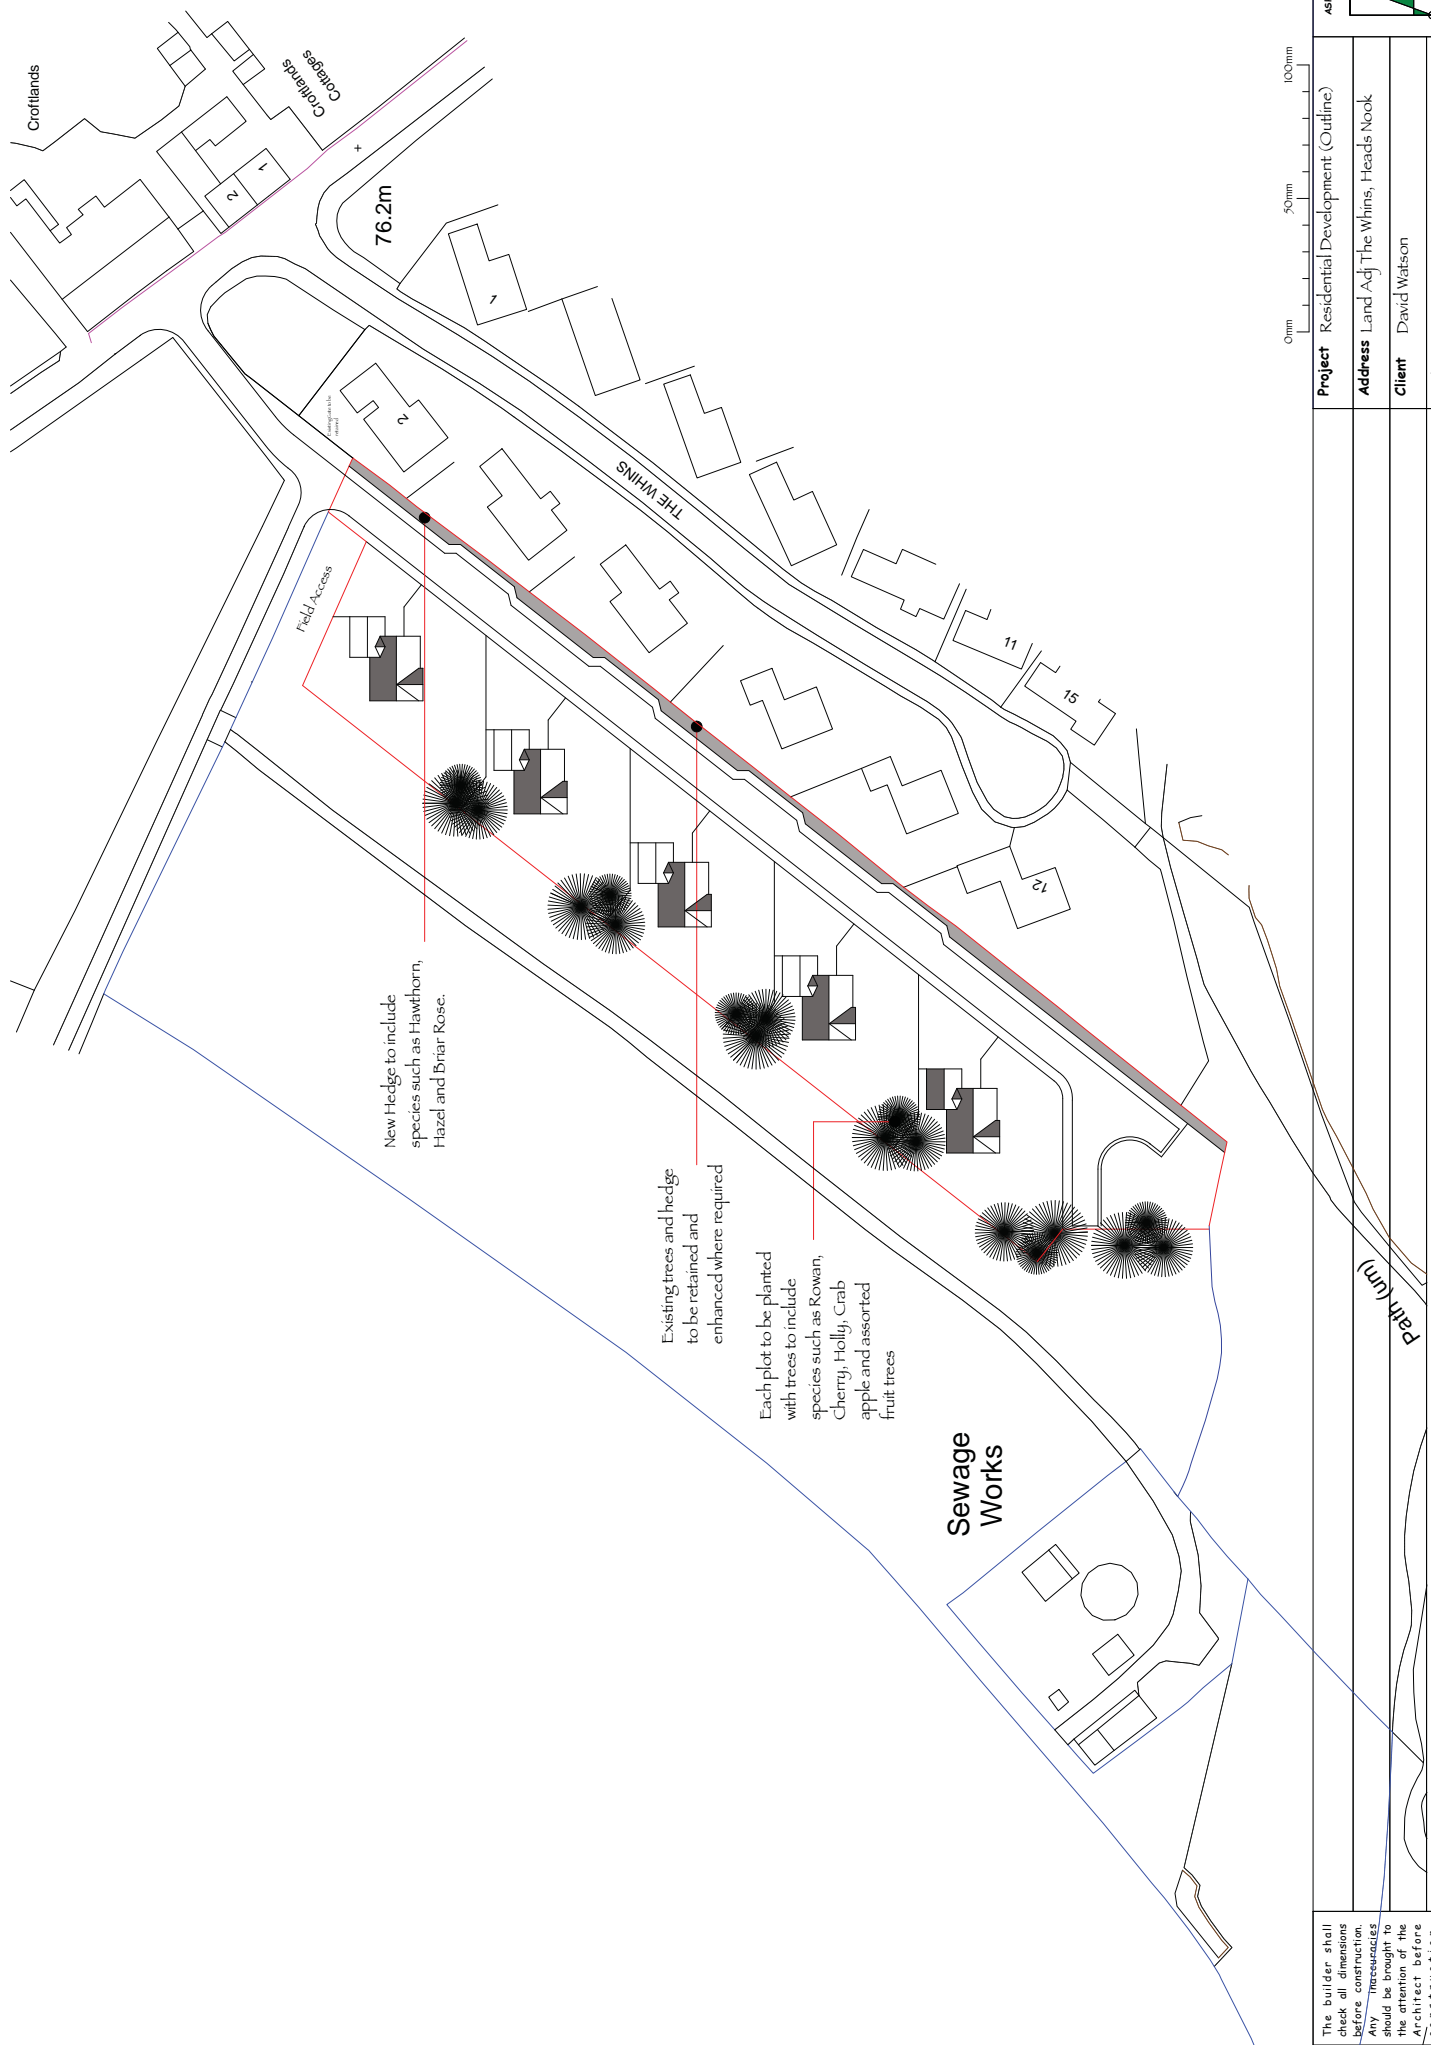 Croftlands
Croftlands
Cottages
1
2
76.2m
1
2
THE WHINS
11
15
12
Existing Gate to be
retained
Field Access
New Hedge to include
species such as Hawthorn,
Hazel and Briar Rose.
Existing trees and hedge
to be retained and
enhanced where required
Each plot to be planted
with trees to include
species such as Rowan,
Cherry, Holly, Crab
apple and assorted
fruit trees
Sewage
Works
Path (um)
0mm 50mm 100mm
Project Residential Development (Outline)
Address Land Adj The Whins, Heads Nook
Client David Watson
The builder shall
check all dimensions
before construction.
Any inaccuracies
should be brought to
the attention of the
Architect before